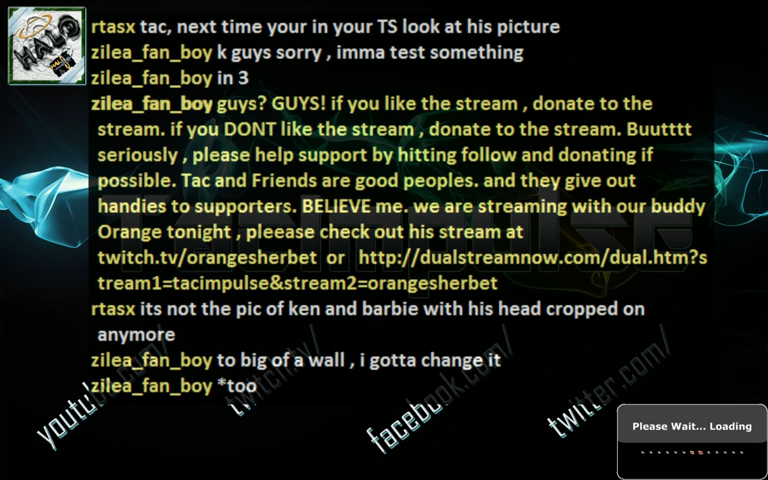 HALO
rtasx tac, next time your in your TS look at his picture
zilea_fan_boy k guys sorry , imma test something
zilea_fan_boy in 3
zilea_fan_boy guys? GUYS! if you like the stream , donate to the
stream. if you DONT like the stream , donate to the stream. Buutttt
seriously , please help support by hitting follow and donating if
possible. Tac and Friends are good peoples. and they give out
handies to supporters. BELIEVE me. we are streaming with our buddy
Orange tonight , pleease check out his stream at
twitch.tv/orangesherbet or http://dualstreamnow.com/dual.htm?s
tream1=tacimpulse&stream2=orangesherbet
rtasx its not the pic of ken and barbie with his head cropped on
anymore
zilea_fan_boy to big of a wall , i gotta change it
zilea_fan_boy *too
TacImpulse
twitch.tv/
facebook.com/
twitter.com/
Please Wait... Loading